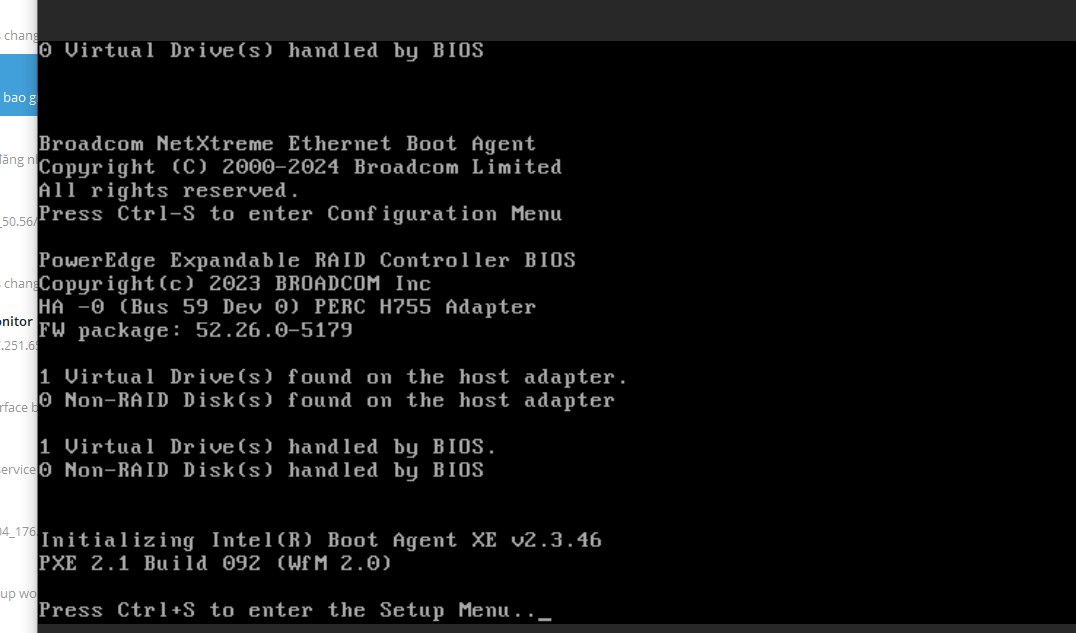 0 Virtual Drive(s) handled by BIOS
Broadcom NetXtreme Ethernet Boot Agent
Copyright (C) 2000-2024 Broadcom Limited
All rights reserved.
Press Ctrl-S to enter Configuration Menu
PowerEdge Expandable RAID Controller BIOS
Copyright(c) 2023 BROADCOM Inc
HA -0 (Bus 59 Dev 0) PERC H755 Adapter
FW package: 52.26.0-5179
1 Virtual Drive(s) found on the host adapter.
0 Non-RAID Disk(s) found on the host adapter
1 Virtual Drive(s) handled by BIOS.
0 Non-RAID Disk(s) handled by BIOS
Initializing Intel(R) Boot Agent XE v2.3.46
PXE 2.1 Build 092 (WfM 2.0)
Press Ctrl+S to enter the Setup Menu.._
s chang
bao g
đăng n
_50.56/
s chang
onitor
.251.6
rface b
service
04_176
up wo